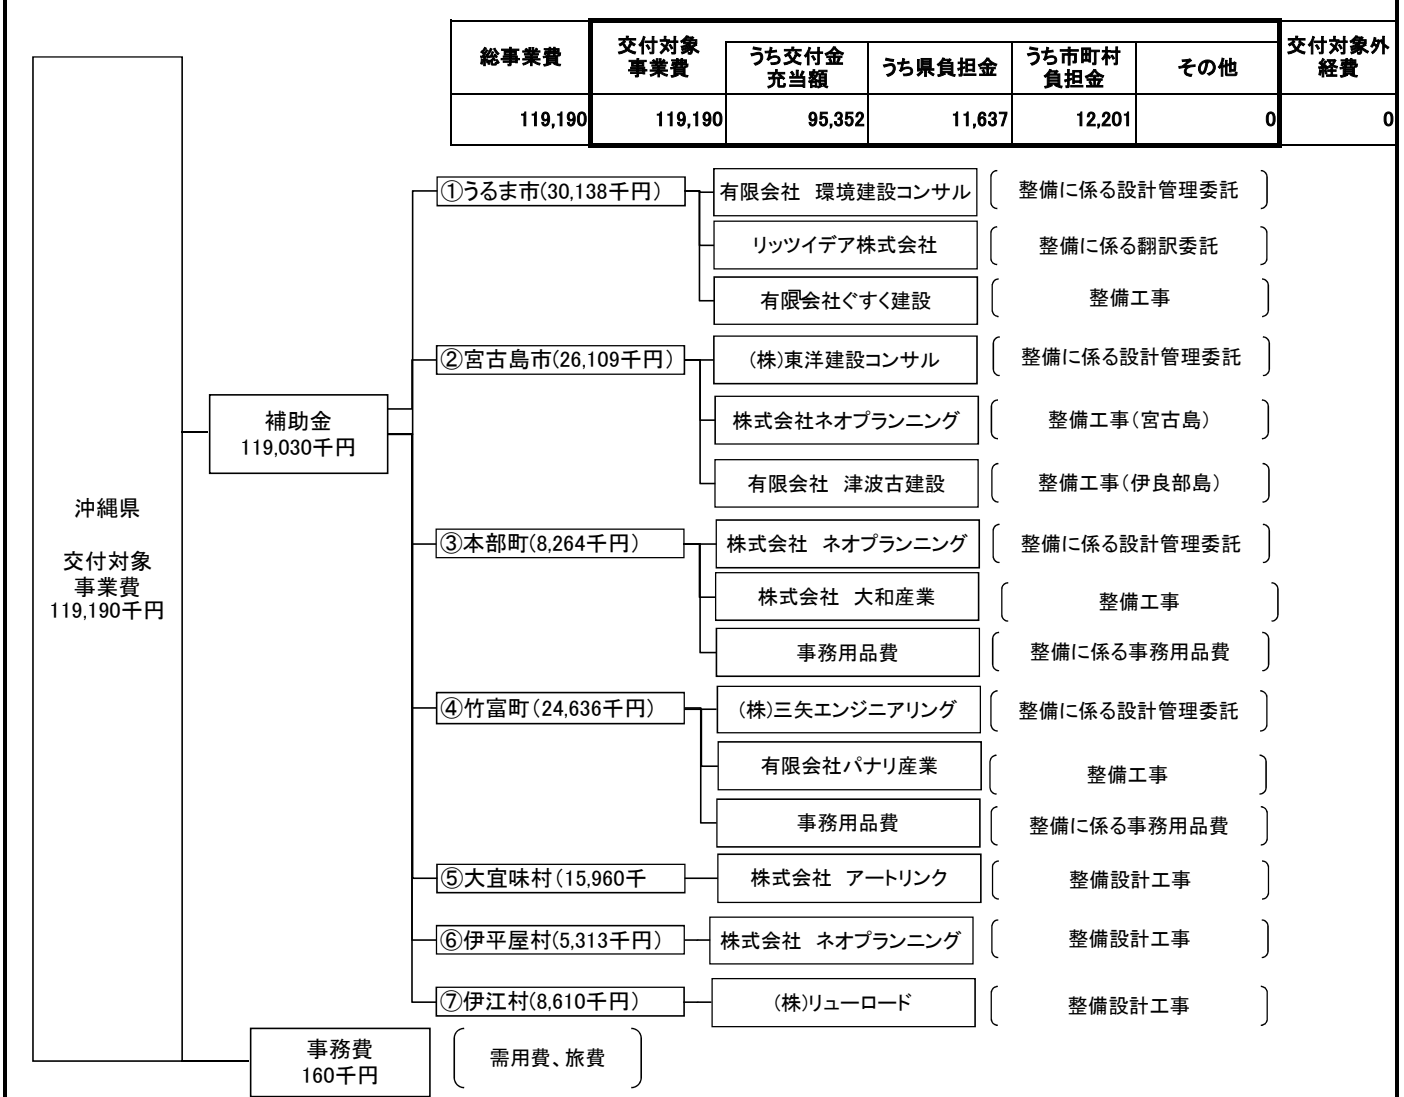 総事業費
交付対象
事業費
うち交付金
充当額
うち県負担金
うち市町村
負担金
その他
交付対象外
経費
119,190
119,190
95,352
11,637
12,201
0
0
沖縄県
交付対象
事業費
119,190千円
補助金
119,030千円
①うるま市(30,138千円)
有限会社 環境建設コンサル
整備に係る設計管理委託
リッツイデア株式会社
整備に係る翻訳委託
有限会社ぐすく建設
整備工事
②宮古島市(26,109千円)
(株)東洋建設コンサル
整備に係る設計管理委託
株式会社ネオプランニング
整備工事(宮古島)
有限会社 津波古建設
整備工事(伊良部島)
③本部町(8,264千円)
株式会社 ネオプランニング
整備に係る設計管理委託
株式会社 大和産業
整備工事
事務用品費
整備に係る事務用品費
④竹富町(24,636千円)
(株)三矢エンジニアリング
整備に係る設計管理委託
有限会社パナリ産業
整備工事
事務用品費
整備に係る事務用品費
⑤大宜味村(15,960千
株式会社 アートリンク
整備設計工事
⑥伊平屋村(5,313千円)
株式会社 ネオプランニング
整備設計工事
⑦伊江村(8,610千円)
(株)リューロード
整備設計工事
事務費
160千円
需用費、旅費